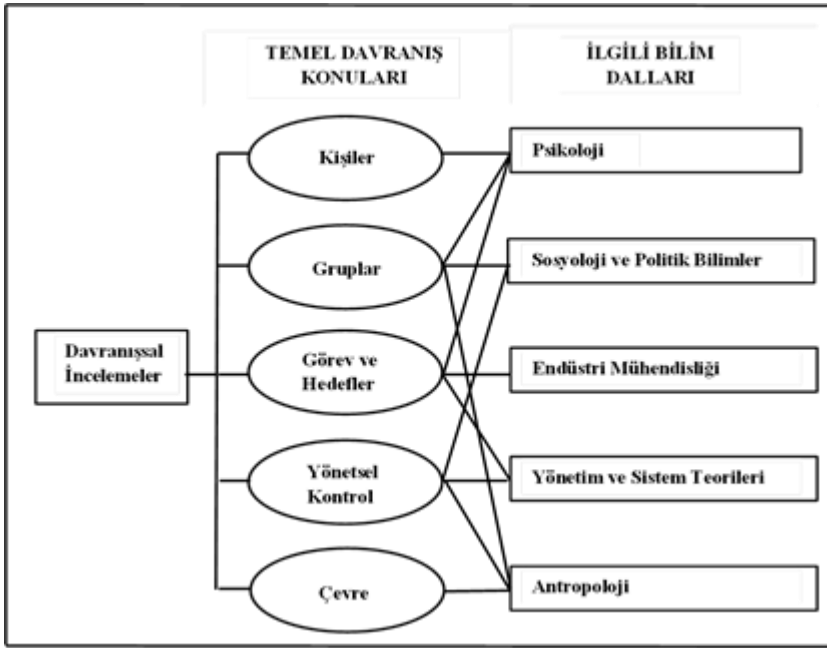 TEMEL DAVRANIŞ
KONULARI
İLGİLİ BİLİM
DALLARI
Kişiler
Psikoloji
Gruplar
Sosyoloji ve Politik Bilimler
Davranışsal
İncelemeler
Görev ve
Hedefler
Endüstri Mühendisliği
Yönetsel
Kontrol
Yönetim ve Sistem Teorileri
Çevre
Antropoloji